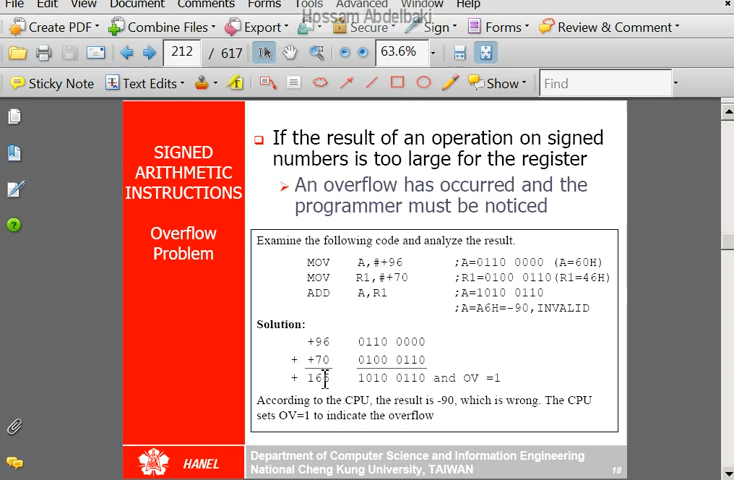 File Edit View Document Comments Forms Tools Advanced Window Help
Hossam Abdelbaki
Create PDF Combine Files Export Secure Sign Forms Review & Comment
212 / 617 63.6%
Sticky Note Text Edits Show Find
SIGNED
ARITHMETIC
INSTRUCTIONS
Overflow
Problem
If the result of an operation on signed
numbers is too large for the register
An overflow has occurred and the
programmer must be noticed
Examine the following code and analyze the result.
MOV A,#+96 ;A=0110 0000 (A=60H)
MOV R1,#+70 ;R1=0100 0110(R1=46H)
ADD A,R1 ;A=1010 0110
;A=A6H=-90,INVALID
Solution:
+96 0110 0000
+ +70 0100 0110
+ 166 1010 0110 and OV =1
According to the CPU, the result is -90, which is wrong. The CPU
sets OV=1 to indicate the overflow
HANEL
Department of Computer Science and Information Engineering
National Cheng Kung University, TAIWAN
18